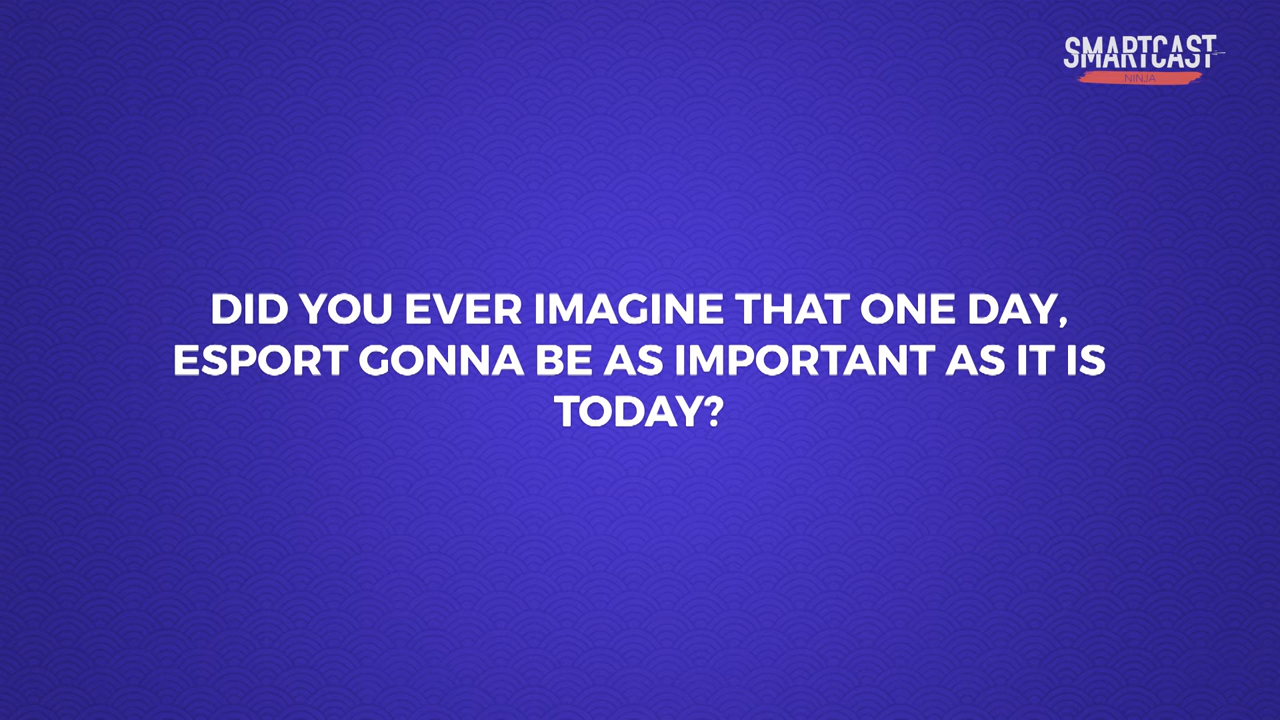 SMARTCAST
NINJA
DID YOU EVER IMAGINE THAT ONE DAY,
ESPORT GONNA BE AS IMPORTANT AS IT IS
TODAY?